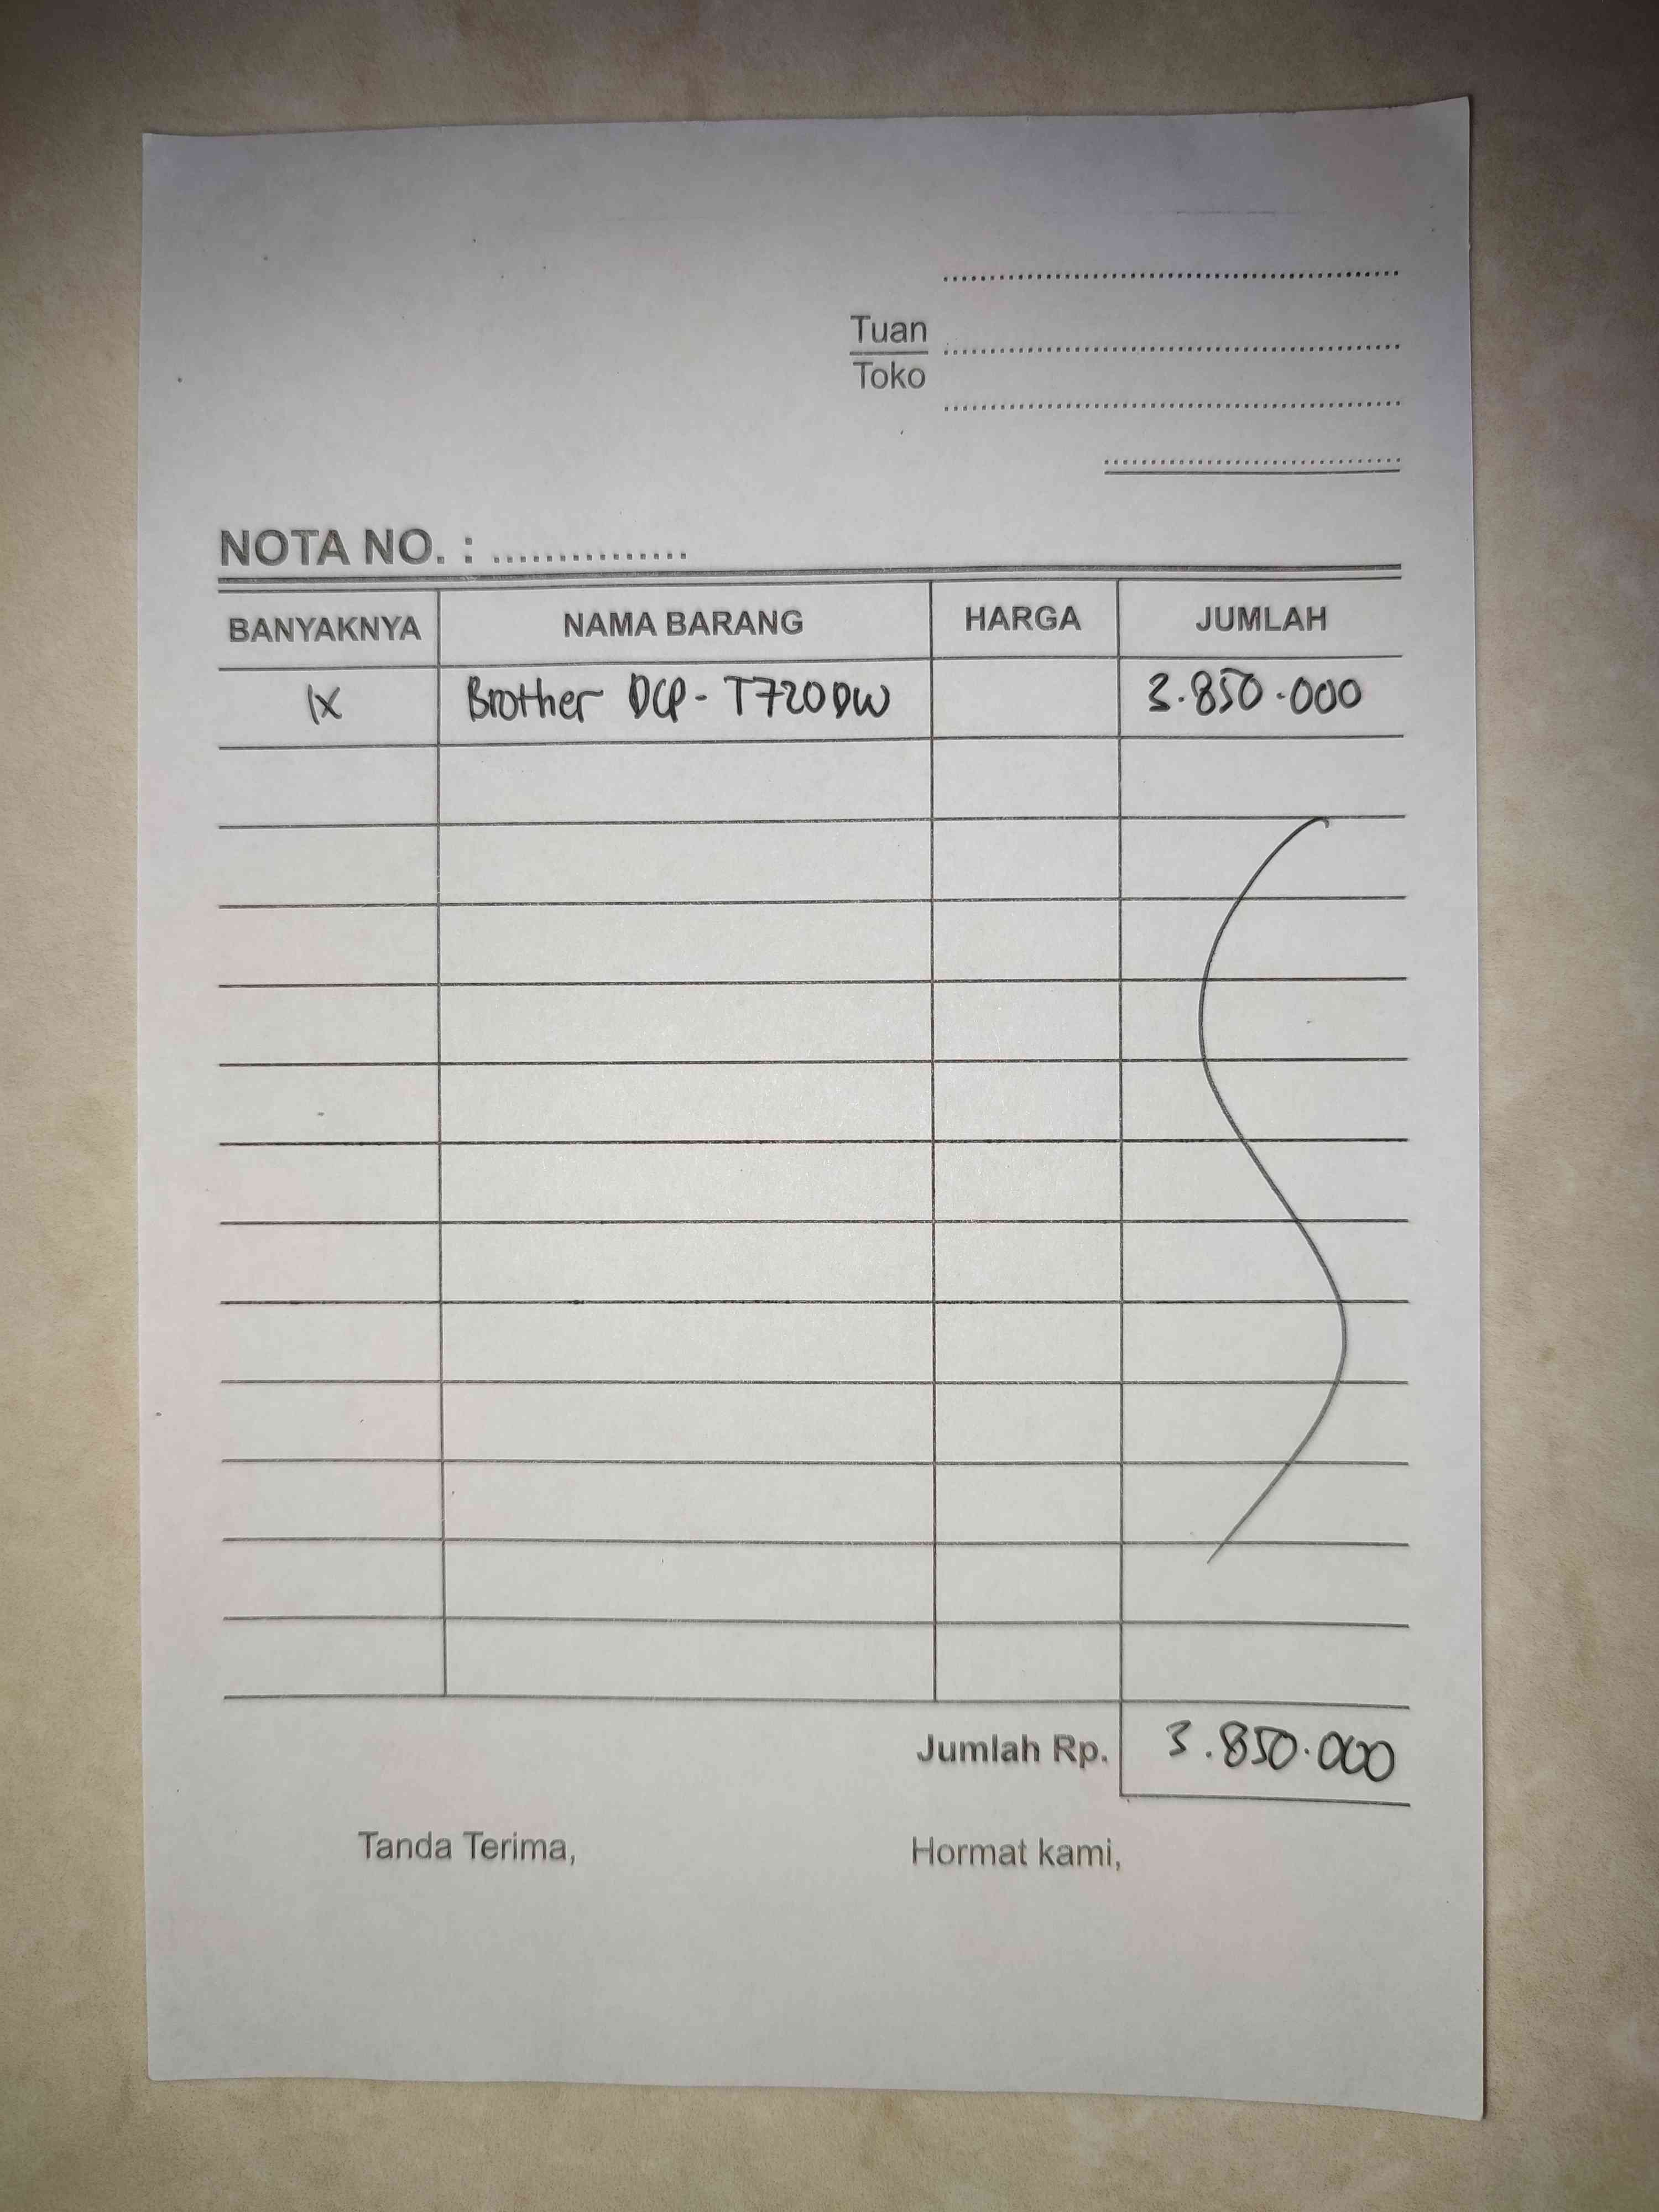 ................................................
Tuan ................................................
Toko
................................................
................................
NOTA NO. : ...............
BANYAKNYA NAMA BARANG HARGA JUMLAH
1x Brother DCP - T720DW 3.850.000
Jumlah Rp. 3.850.000
Tanda Terima, Hormat kami,